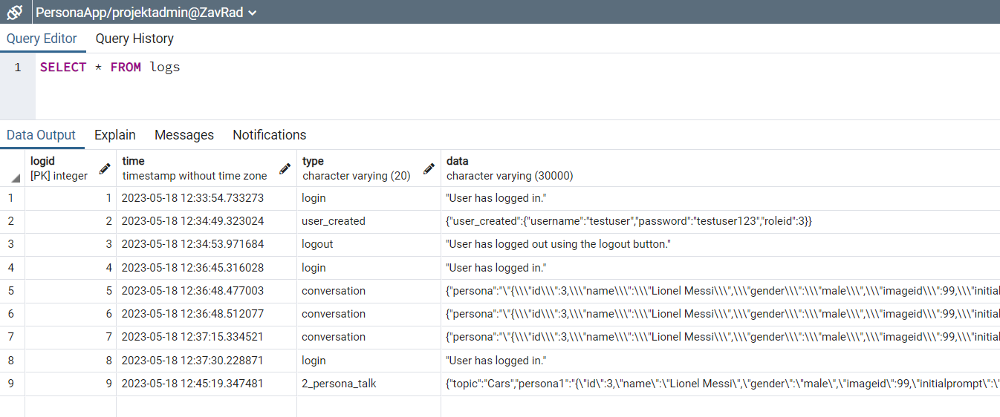 PersonaApp/projektadmin@ZavRad
Query Editor Query History
1 SELECT * FROM logs
Data Output Explain Messages Notifications
logid time type data
[PK] integer timestamp without time zone character varying (20) character varying (30000)
1 1 2023-05-18 12:33:54.733273 login "User has logged in."
2 2 2023-05-18 12:34:49.323024 user_created {"user_created":{"username":"testuser","password":"testuser123","roleid":3}}
3 3 2023-05-18 12:34:53.971684 logout "User has logged out using the logout button."
4 4 2023-05-18 12:36:45.316028 login "User has logged in."
5 5 2023-05-18 12:36:48.477003 conversation {"persona":"\"{\\\"id\\\":3,\\\"name\\\":\\\"Lionel Messi\\\",\\\"gender\\\":\\\"male\\\",\\\"imageid\\\":99,\\\"initial
6 6 2023-05-18 12:36:48.512077 conversation {"persona":"\"{\\\"id\\\":3,\\\"name\\\":\\\"Lionel Messi\\\",\\\"gender\\\":\\\"male\\\",\\\"imageid\\\":99,\\\"initial
7 7 2023-05-18 12:37:15.334521 conversation {"persona":"\"{\\\"id\\\":3,\\\"name\\\":\\\"Lionel Messi\\\",\\\"gender\\\":\\\"male\\\",\\\"imageid\\\":99,\\\"initial
8 8 2023-05-18 12:37:30.228871 login "User has logged in."
9 9 2023-05-18 12:45:19.347481 2_persona_talk {"topic":"Cars","persona1":"{\"id\":3,\"name\":\"Lionel Messi\",\"gender\":\"male\",\"imageid\":99,\"initialprompt\":\"